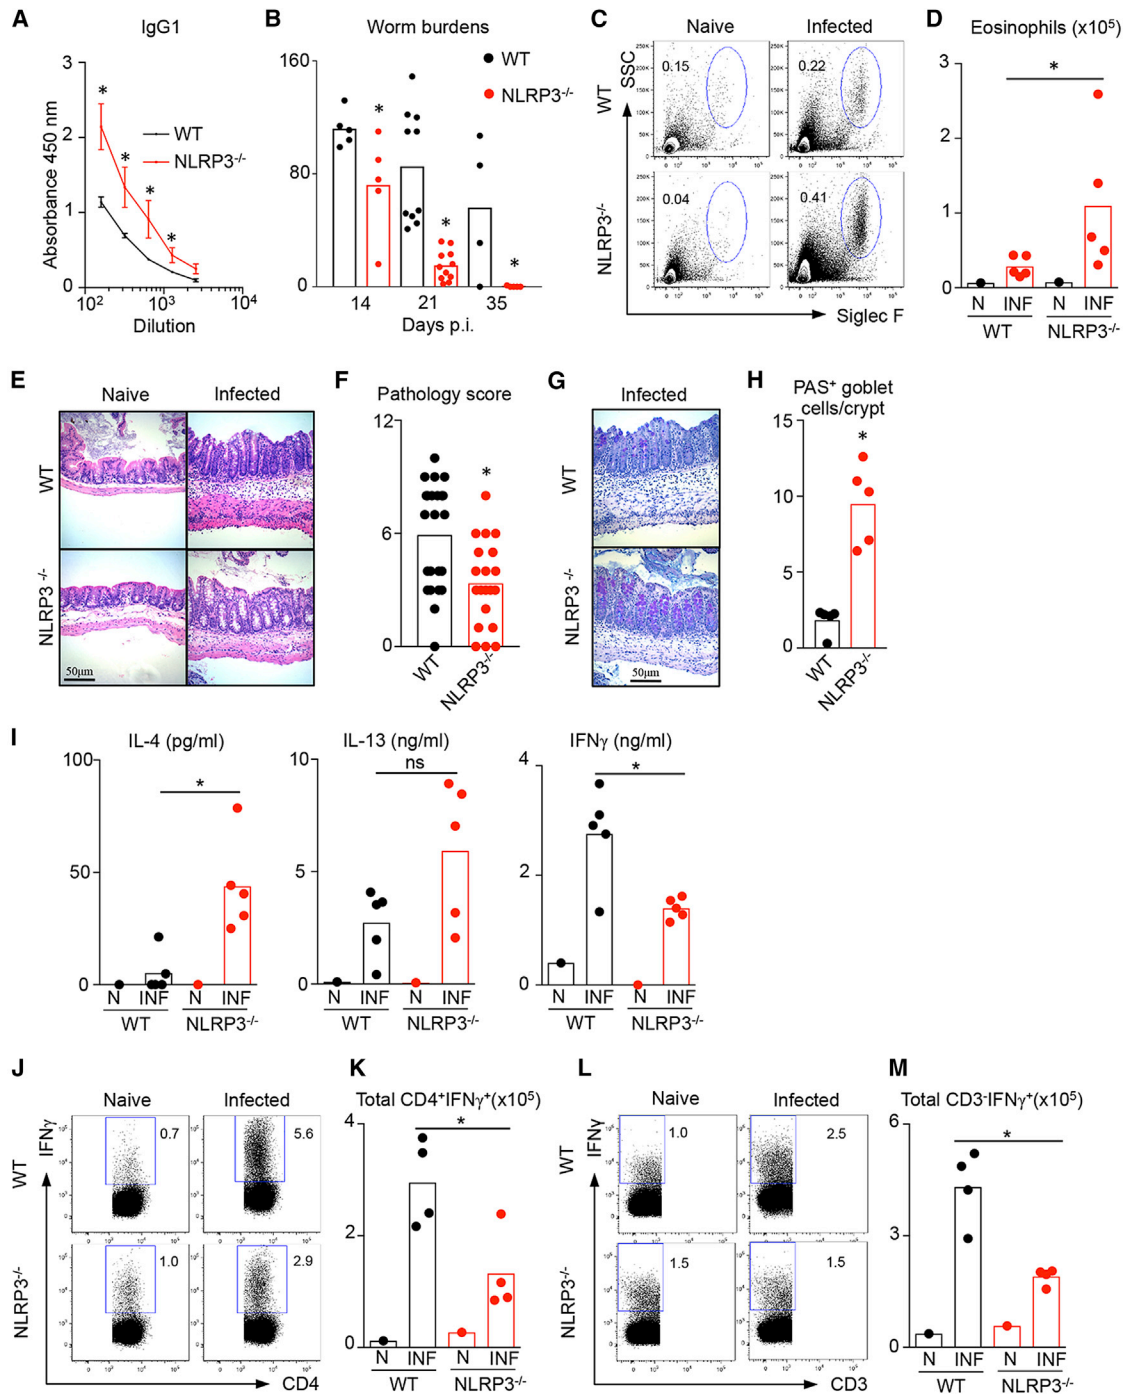 A
IgG1
3
2
1
0
Absorbance 450 nm
WT
NLRP3-/-
*
*
*
*
10²
10³
10⁴
Dilution
B
Worm burdens
160
80
0
WT
NLRP3-/-
*
*
*
14
21
35
Days p.i.
C
Naive
Infected
WT
SSC
0.15
0.22
NLRP3-/-
0.04
0.41
Siglec F
D
Eosinophils (x10⁵)
3
2
1
0
*
N
INF
N
INF
WT
NLRP3-/-
E
Naive
Infected
WT
NLRP3 -/-
50μm
F
Pathology score
12
6
0
*
WT
NLRP3-/-
G
Infected
WT
NLRP3 -/-
50μm
H
PAS⁺ goblet
cells/crypt
15
10
5
0
*
WT
NLRP3-/-
I
IL-4 (pg/ml)
100
50
0
*
N
INF
N
INF
WT
NLRP3-/-
IL-13 (ng/ml)
10
5
0
ns
N
INF
N
INF
WT
NLRP3-/-
IFNγ (ng/ml)
4
2
0
*
N
INF
N
INF
WT
NLRP3-/-
J
Naive
Infected
WT
IFNγ
0.7
5.6
NLRP3-/-
1.0
2.9
CD4
K
Total CD4⁺IFNγ⁺(x10⁵)
4
2
0
*
N
INF
N
INF
WT
NLRP3-/-
L
Naive
Infected
WT
IFNγ
1.0
2.5
NLRP3-/-
1.5
1.5
CD3
M
Total CD3⁻IFNγ⁺(x10⁵)
6
3
0
*
N
INF
N
INF
WT
NLRP3-/-